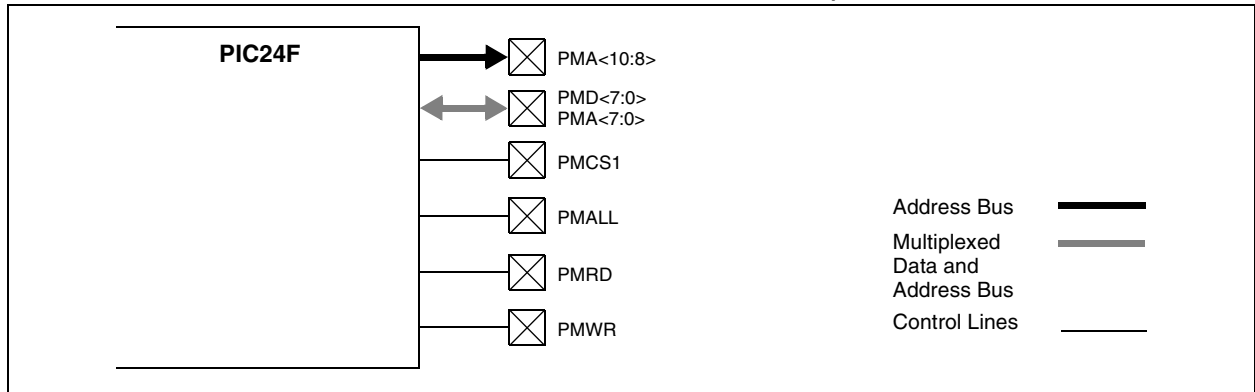 PIC24F
PMA<10:8>
PMD<7:0>
PMA<7:0>
PMCS1
PMALL
PMRD
PMWR
Address Bus
Multiplexed
Data and
Address Bus
Control Lines